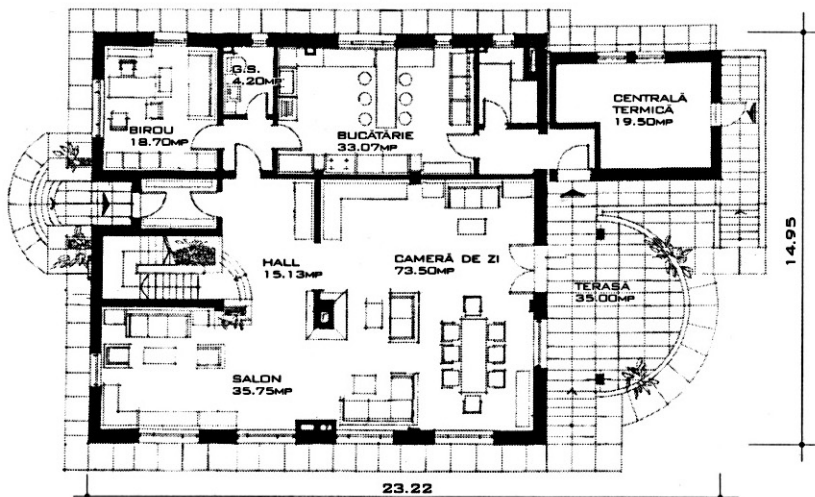 G.S.
4.20MP
BIROU
18.70MP
BUCĂTĂRIE
33.07MP
CENTRALĂ
TERMICĂ
19.50MP
HALL
15.13MP
CAMERĂ DE ZI
73.50MP
TERASĂ
35.00MP
SALON
35.75MP
14.95
23.22